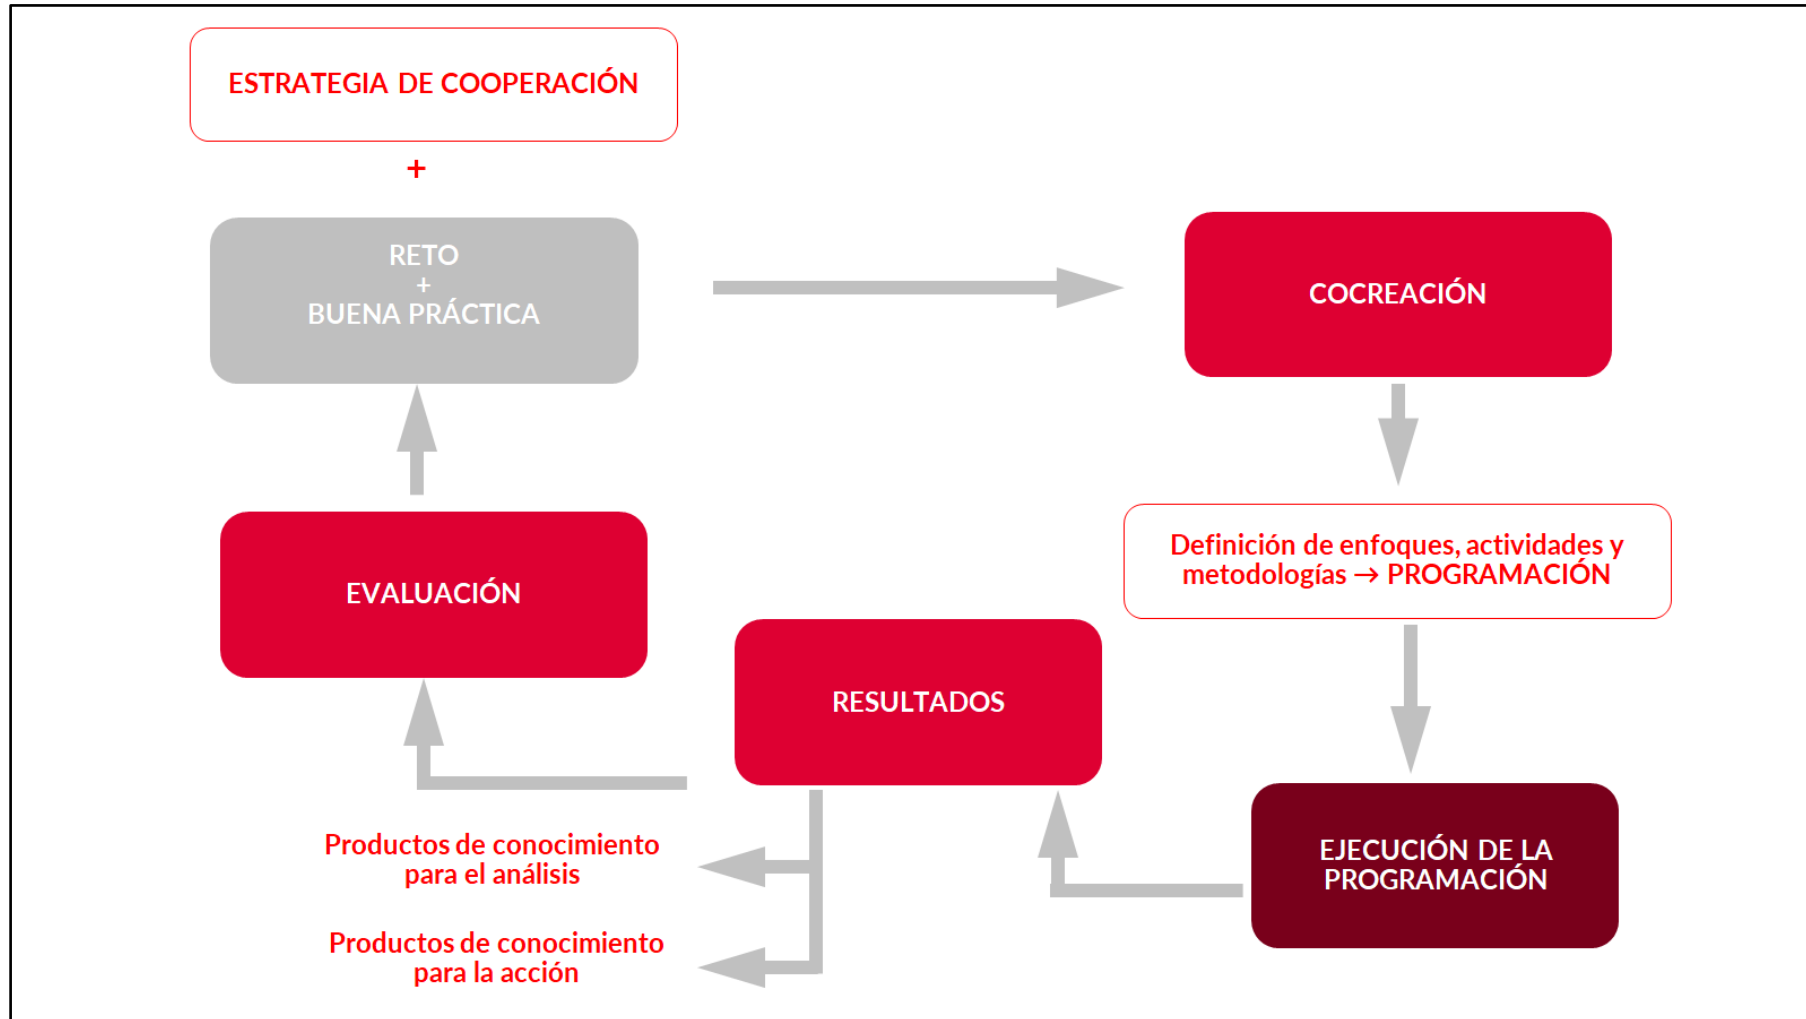 ESTRATEGIA DE COOPERACIÓN
+
RETO
+
BUENA PRÁCTICA
COCREACIÓN
Definición de enfoques, actividades y
metodologías → PROGRAMACIÓN
EVALUACIÓN
RESULTADOS
EJECUCIÓN DE LA
PROGRAMACIÓN
Productos de conocimiento
para el análisis
Productos de conocimiento
para la acción